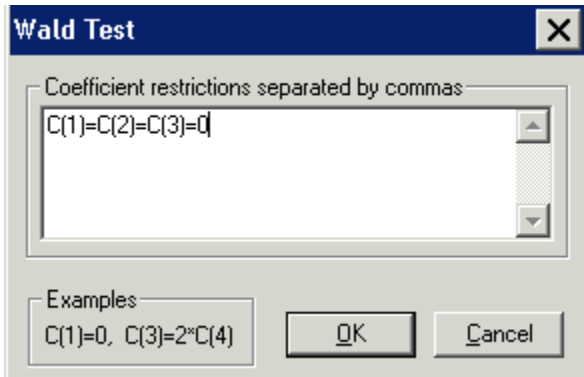 Wald Test
Coefficient restrictions separated by commas
C(1)=C(2)=C(3)=0
Examples
C(1)=0, C(3)=2*C(4)
OK
Cancel